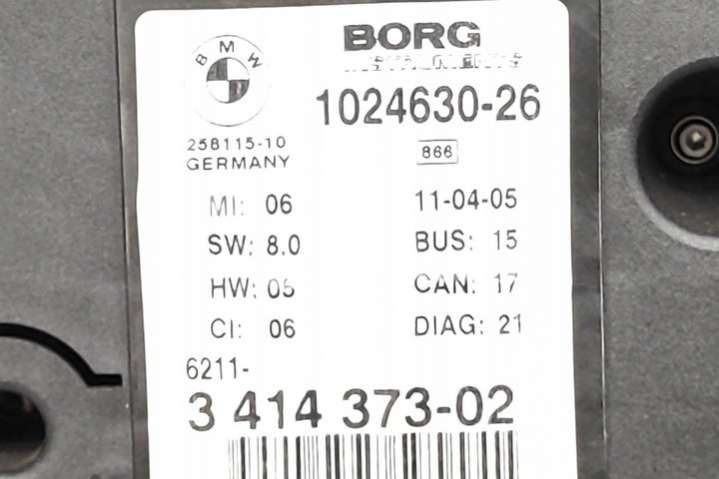 BMW
BORG
1024630-26
258115-10
GERMANY
866
MI: 06
11-04-05
SW: 8.0
BUS: 15
HW: 05
CAN: 17
CI: 06
DIAG: 21
6211-
3 414 373-02